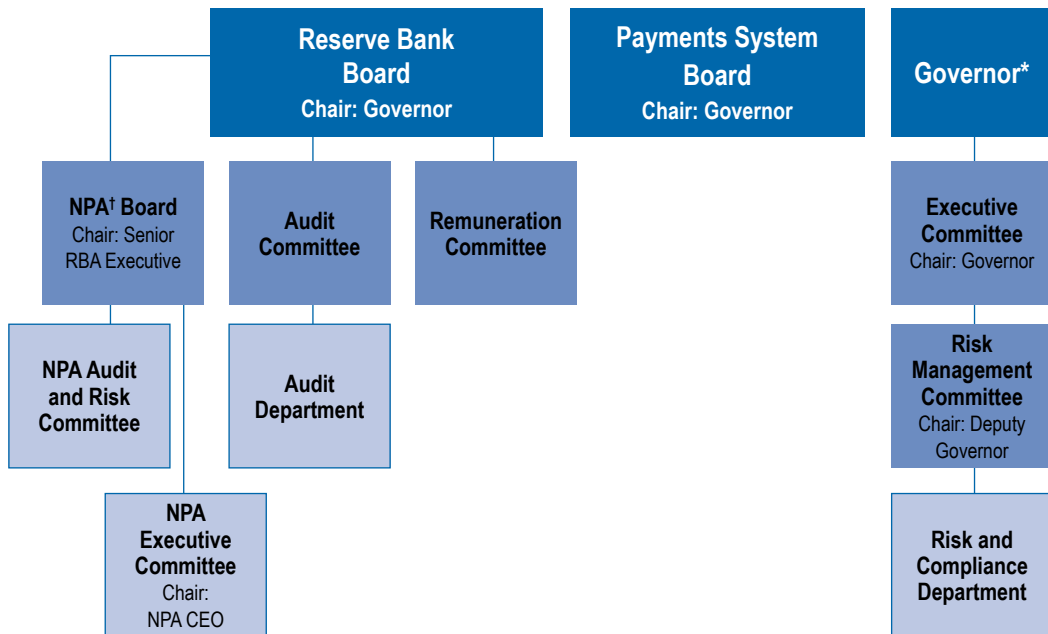 Reserve Bank
Board
Chair: Governor
Payments System
Board
Chair: Governor
Governor*
NPA† Board
Chair: Senior
RBA Executive
Audit
Committee
Remuneration
Committee
Executive
Committee
Chair: Governor
NPA Audit
and Risk
Committee
Audit
Department
Risk
Management
Committee
Chair: Deputy
Governor
NPA
Executive
Committee
Chair:
NPA CEO
Risk and
Compliance
Department